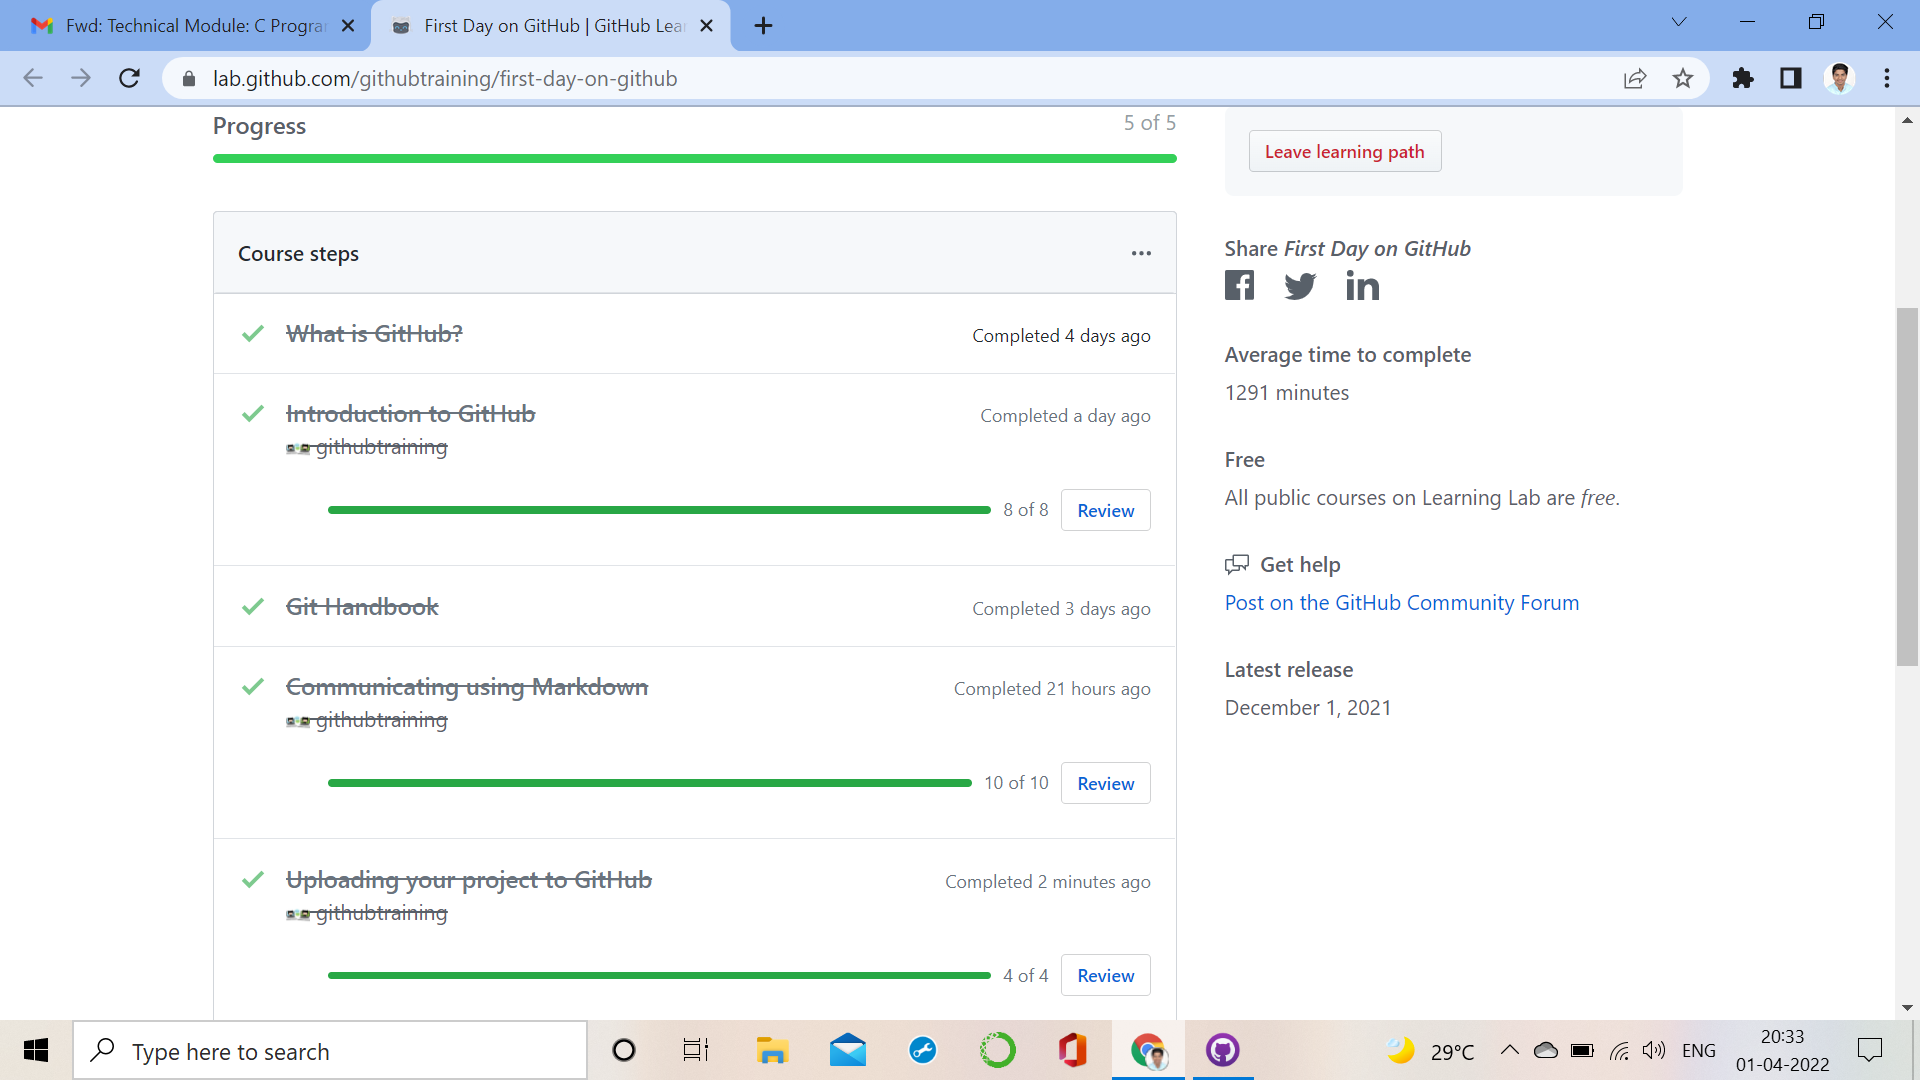 Fwd: Technical Module: C Progra
First Day on GitHub | GitHub Lea
lab.github.com/githubtraining/first-day-on-github
Progress
5 of 5
Course steps
What is GitHub?
Completed 4 days ago
Introduction to GitHub
Completed a day ago
githubtraining
8 of 8
Review
Git Handbook
Completed 3 days ago
Communicating using Markdown
Completed 21 hours ago
githubtraining
10 of 10
Review
Uploading your project to GitHub
Completed 2 minutes ago
githubtraining
4 of 4
Review
Leave learning path
Share First Day on GitHub
Average time to complete
1291 minutes
Free
All public courses on Learning Lab are free.
Get help
Post on the GitHub Community Forum
Latest release
December 1, 2021
Type here to search
29°C
ENG
20:33
01-04-2022